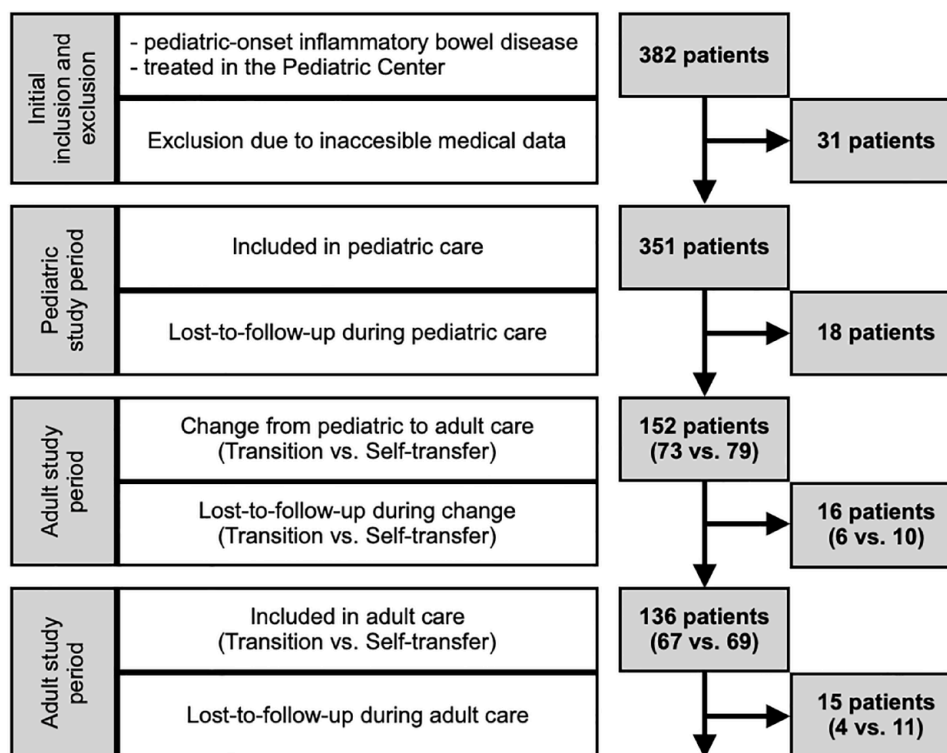 Initial
inclusion and
exclusion
- pediatric-onset inflammatory bowel disease
- treated in the Pediatric Center
382 patients
Exclusion due to inaccesible medical data
31 patients
Pediatric
study period
Included in pediatric care
351 patients
Lost-to-follow-up during pediatric care
18 patients
Adult study
period
Change from pediatric to adult care
(Transition vs. Self-transfer)
152 patients
(73 vs. 79)
Lost-to-follow-up during change
(Transition vs. Self-transfer)
16 patients
(6 vs. 10)
Adult study
period
Included in adult care
(Transition vs. Self-transfer)
136 patients
(67 vs. 69)
Lost-to-follow-up during adult care
15 patients
(4 vs. 11)